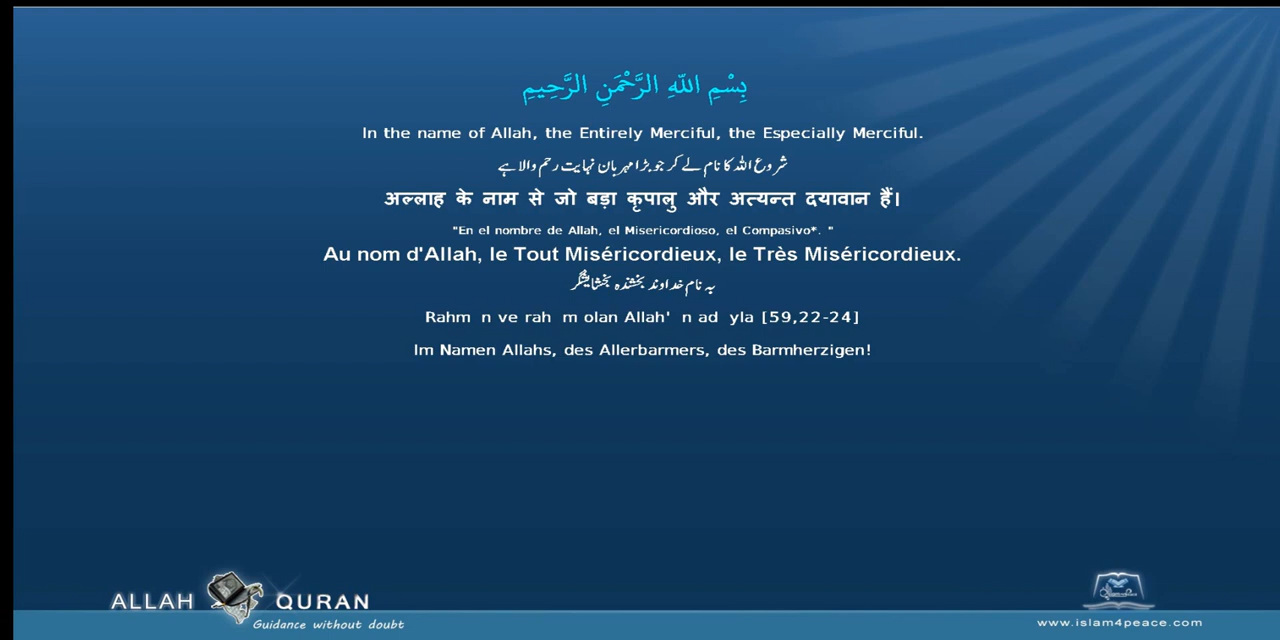 بِسْمِ اللّٰهِ الرَّحْمَنِ الرَّحِيمِ
In the name of Allah, the Entirely Merciful, the Especially Merciful.
شروع اللہ کا نام لے کر جو بڑا مہربان نہایت رحم والا ہے
अल्लाह के नाम से जो बड़ा कृपालु और अत्यन्त दयावान हैं।
"En el nombre de Allah, el Misericordioso, el Compasivo*. "
Au nom d'Allah, le Tout Miséricordieux, le Très Miséricordieux.
به نام خداوند بخشنده بخشایشگر
Rahm n ve rah m olan Allah' n ad yla [59,22-24]
Im Namen Allahs, des Allerbarmers, des Barmherzigen!
ALLAH QURAN
Guidance without doubt
www.islam4peace.com